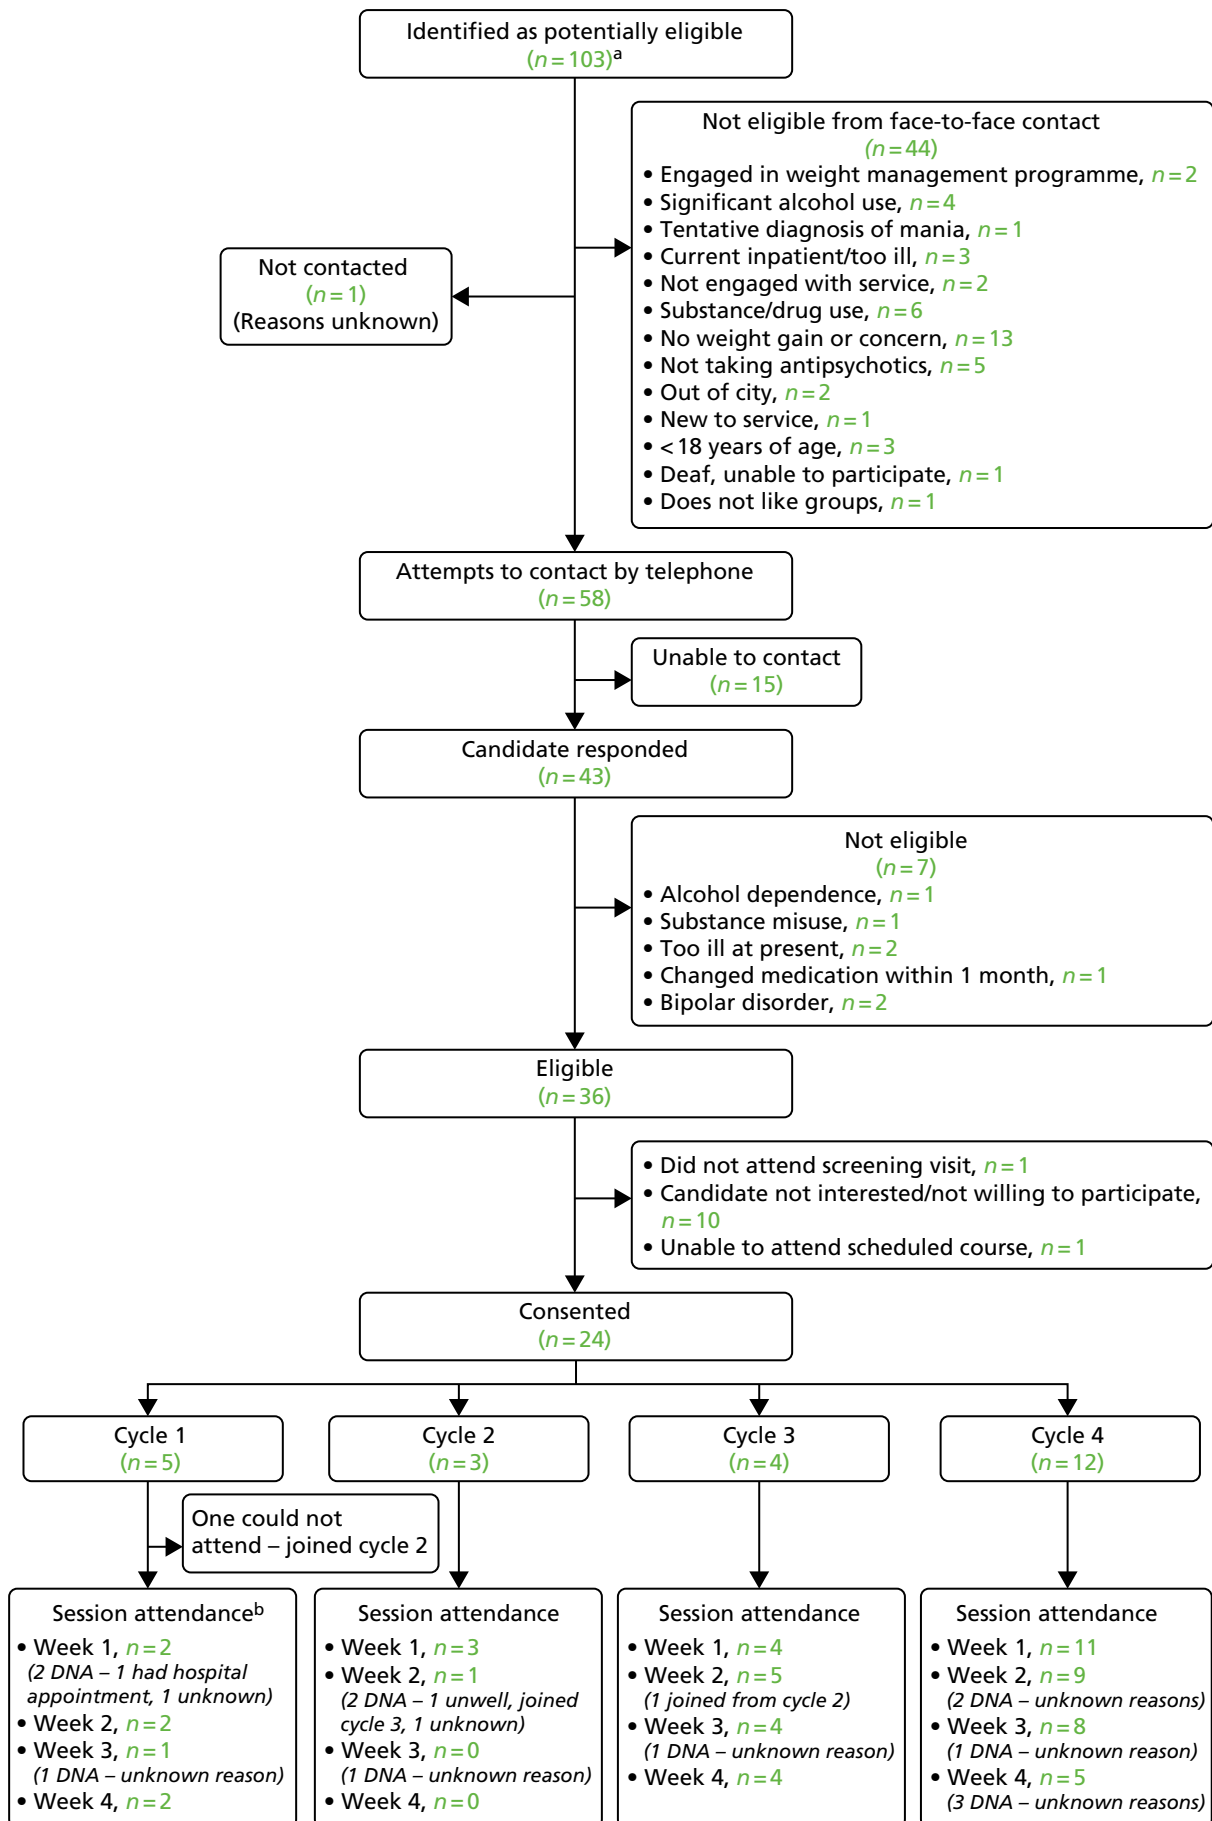 Identified as potentially eligible
(n=103)a
Not eligible from face-to-face contact
(n=44)
• Engaged in weight management programme, n=2
• Significant alcohol use, n=4
• Tentative diagnosis of mania, n=1
• Current inpatient/too ill, n=3
• Not engaged with service, n=2
• Substance/drug use, n=6
• No weight gain or concern, n=13
• Not taking antipsychotics, n=5
• Out of city, n=2
• New to service, n=1
• <18 years of age, n=3
• Deaf, unable to participate, n=1
• Does not like groups, n=1
Not contacted
(n=1)
(Reasons unknown)
Attempts to contact by telephone
(n=58)
Unable to contact
(n=15)
Candidate responded
(n=43)
Not eligible
(n=7)
• Alcohol dependence, n=1
• Substance misuse, n=1
• Too ill at present, n=2
• Changed medication within 1 month, n=1
• Bipolar disorder, n=2
Eligible
(n=36)
• Did not attend screening visit, n=1
• Candidate not interested/not willing to participate,
n=10
• Unable to attend scheduled course, n=1
Consented
(n=24)
Cycle 1
(n=5)
Cycle 2
(n=3)
Cycle 3
(n=4)
Cycle 4
(n=12)
One could not
attend – joined cycle 2
Session attendanceb
• Week 1, n=2
(2 DNA – 1 had hospital
appointment, 1 unknown)
• Week 2, n=2
• Week 3, n=1
(1 DNA – unknown reason)
• Week 4, n=2
Session attendance
• Week 1, n=3
• Week 2, n=1
(2 DNA – 1 unwell, joined
cycle 3, 1 unknown)
• Week 3, n=0
(1 DNA – unknown reason)
• Week 4, n=0
Session attendance
• Week 1, n=4
• Week 2, n=5
(1 joined from cycle 2)
• Week 3, n=4
(1 DNA – unknown reason)
• Week 4, n=4
Session attendance
• Week 1, n=11
• Week 2, n=9
(2 DNA – unknown reasons)
• Week 3, n=8
(1 DNA – unknown reason)
• Week 4, n=5
(3 DNA – unknown reasons)